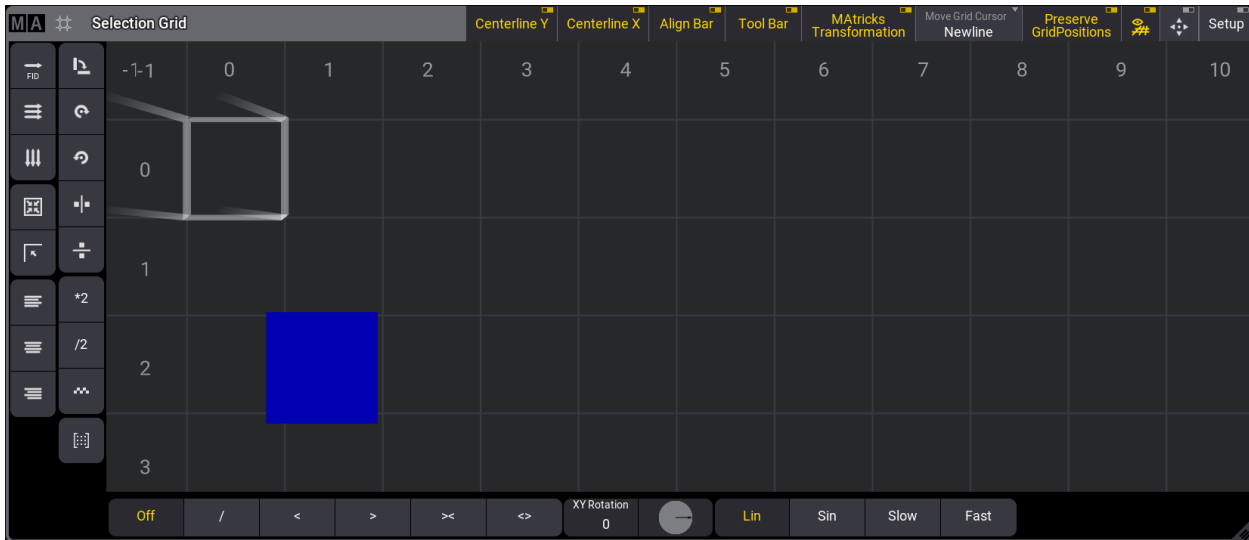 MA Selection Grid Centerline Y Centerline X Align Bar Tool Bar MAtricks Transformation Move Grid Cursor Newline Preserve GridPositions Setup
FID
-1-1 0 1 2 3 4 5 6 7 8 9 10
0
1
*2
/2
2
3
Off / < > >< <> XY Rotation 0 Lin Sin Slow Fast